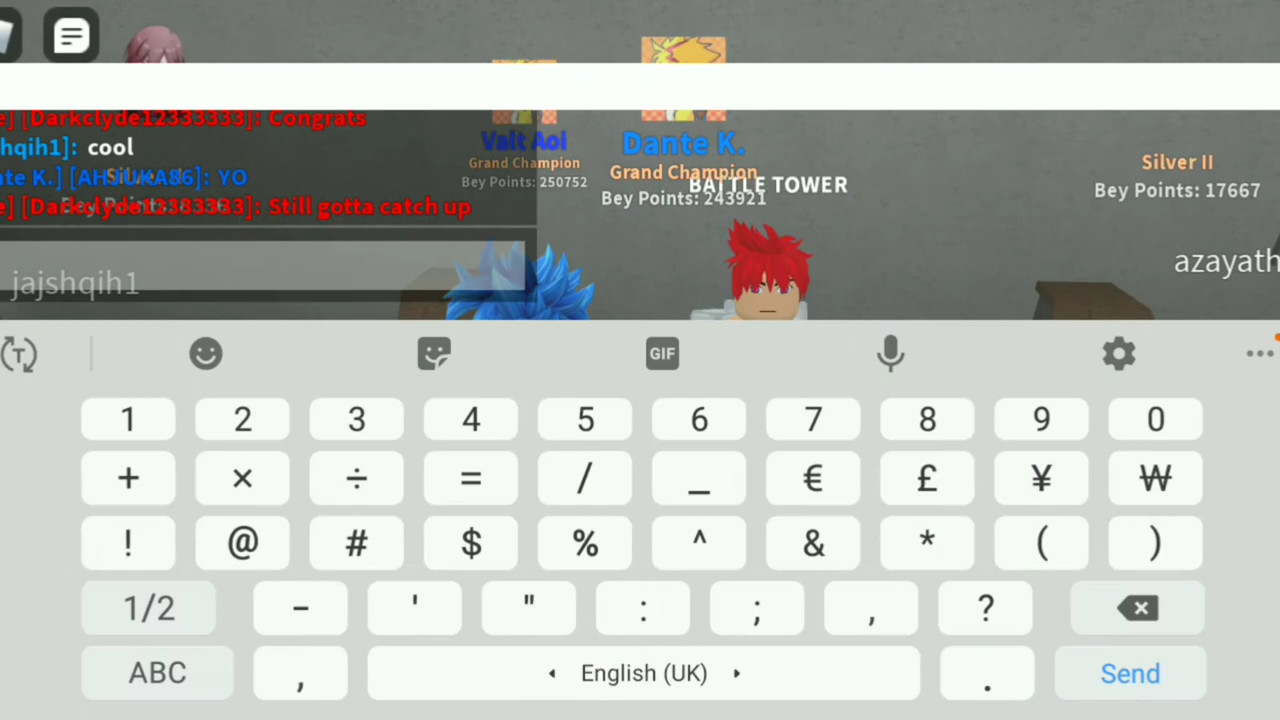 e] [Darkclyde12333333]: Congrats
hqih1]: cool
nte K.] [AHSIUKA86]: YO
e] [Darkclyde12333333]: Still gotta catch up
jajshqih1
Valt Aoi
Grand Champion
Bey Points: 250752
Dante K.
Grand Champion
Bey Points: 243921
BATTLE TOWER
Silver II
Bey Points: 17667
azayath
T
GIF
1 2 3 4 5 6 7 8 9 0
+ × ÷ = / _ € £ ¥ ₩
! @ # $ % ^ & * ( )
1/2 - ' " : ; , ?
ABC , English (UK) . Send